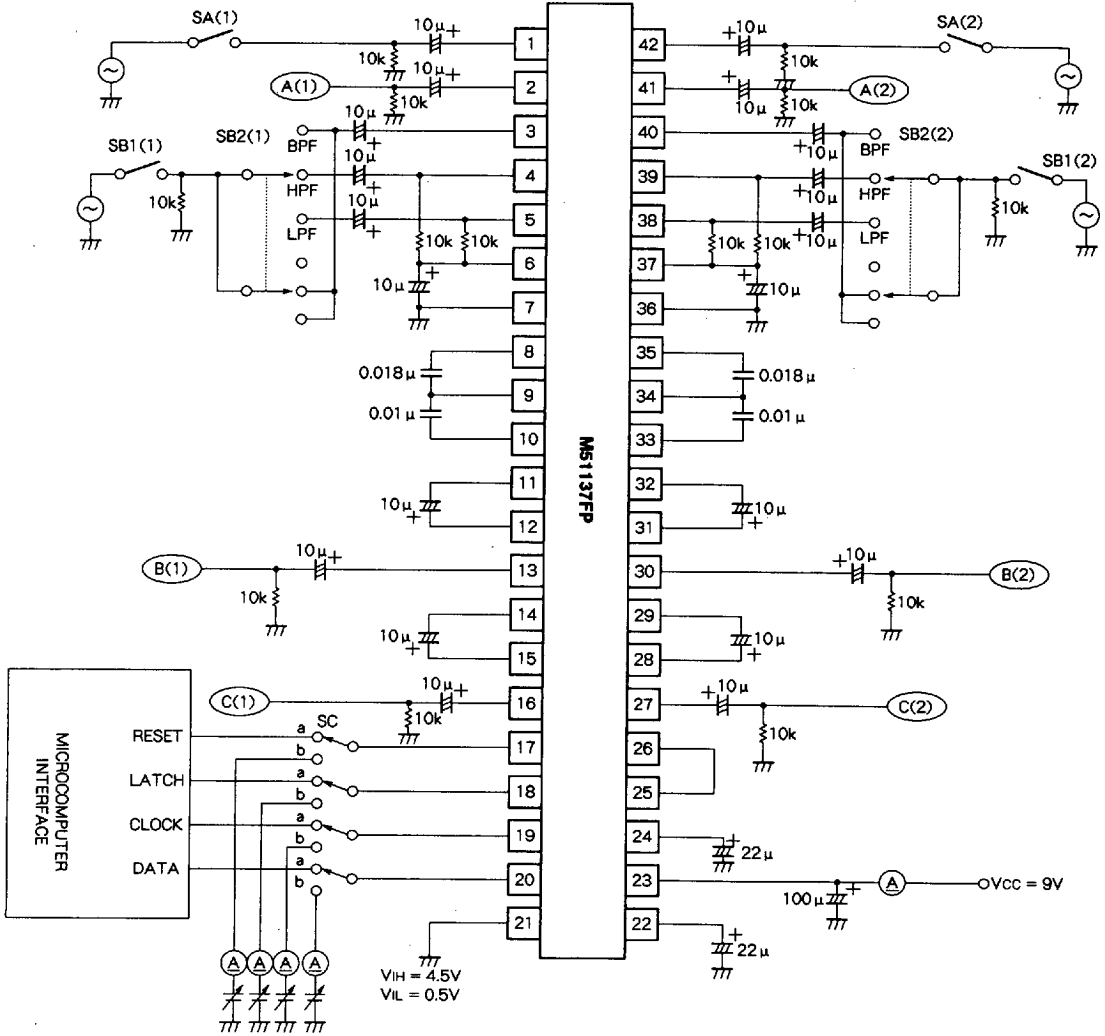 SA(1)
10µ
+
1
42
10µ
+
SA(2)
10k
10µ
+
10k
A(1)
10k
2
41
10µ
+
10k
A(2)
10µ
+
3
40
+
10µ
SB1(1)
SB2(1)
BPF
BPF
SB2(2)
SB1(2)
10µ
+
4
39
+
10µ
10k
HPF
HPF
10k
10µ
+
5
38
+
10µ
LPF
LPF
10k
10k
10k
10k
6
37
10µ
+
+
10µ
7
36
8
35
0.018µ
0.018µ
9
34
0.01µ
0.01µ
10
33
M51137FP
11
32
10µ
+
10µ
+
12
31
B(1)
10µ
+
13
30
+
10µ
B(2)
10k
10k
14
29
10µ
+
10µ
+
15
28
C(1)
10µ
+
16
27
+
10µ
C(2)
10k
10k
MICROCOMPUTER
INTERFACE
RESET
a
SC
17
26
b
LATCH
a
18
25
b
CLOCK
a
19
24
+
22µ
b
DATA
a
20
23
100µ
+
A
VCC = 9V
b
21
22
+
22µ
A
A
A
A
VIH = 4.5V
VIL = 0.5V